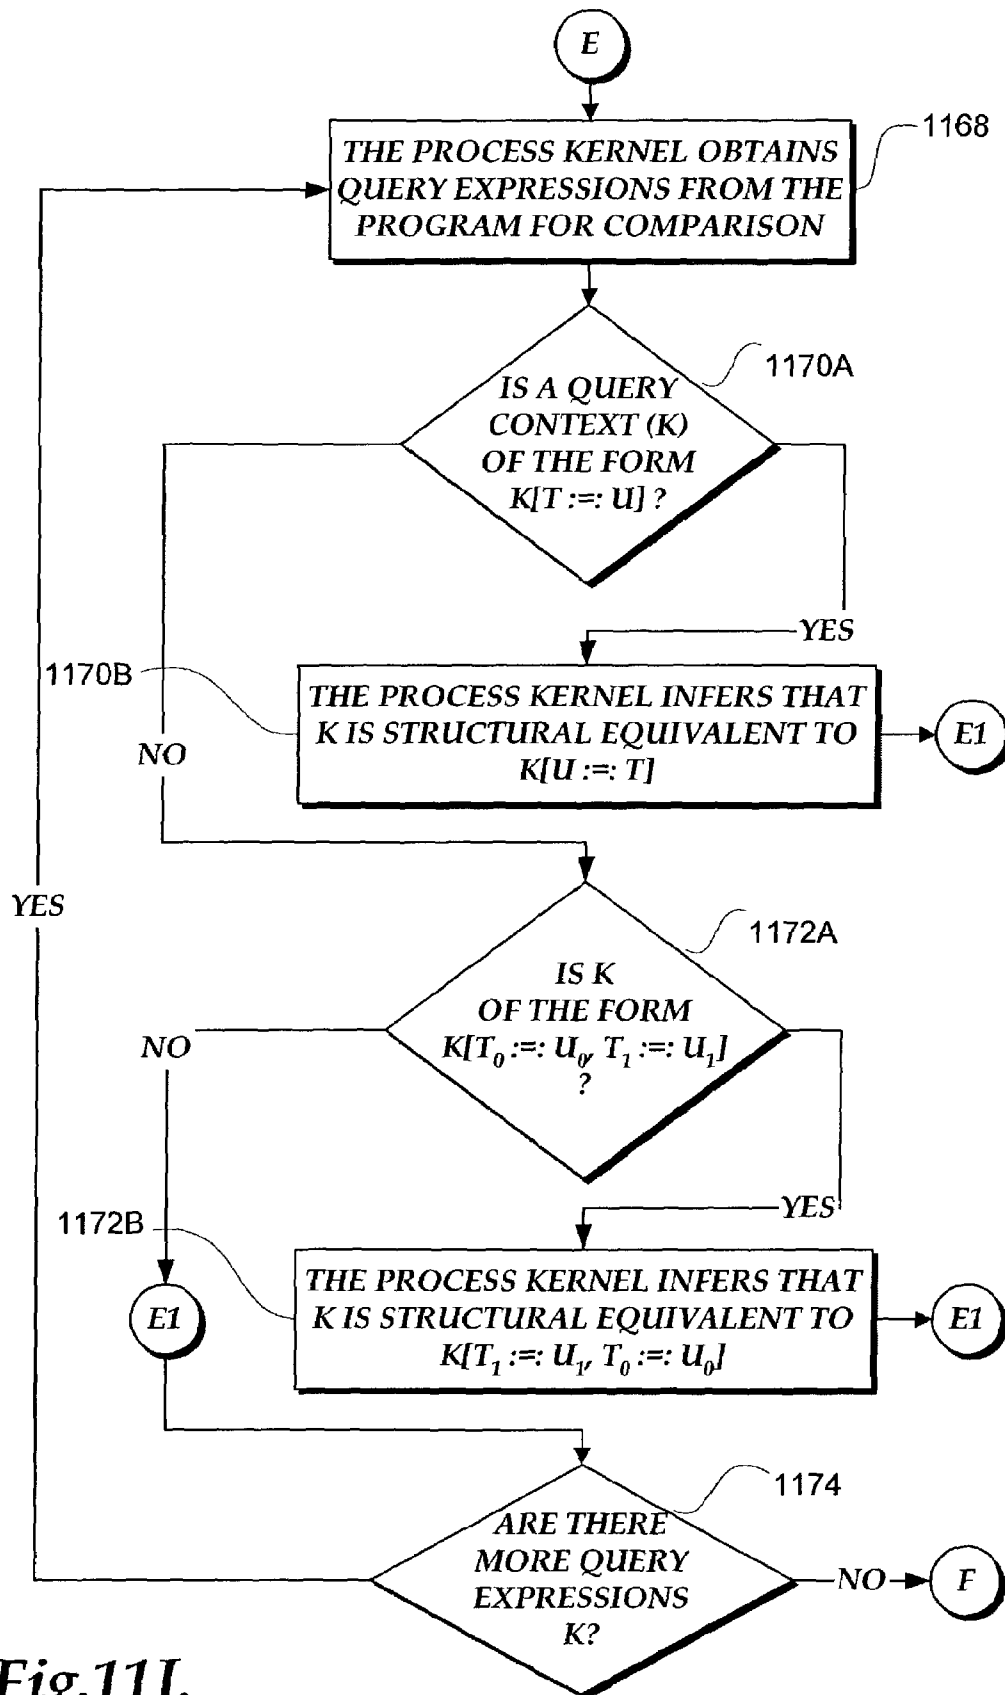 E
THE PROCESS KERNEL OBTAINS
QUERY EXPRESSIONS FROM THE
PROGRAM FOR COMPARISON
1168
IS A QUERY
CONTEXT (K)
OF THE FORM
K[T :=: U] ?
1170A
YES
1170B
THE PROCESS KERNEL INFERS THAT
K IS STRUCTURAL EQUIVALENT TO
K[U :=: T]
E1
NO
YES
IS K
OF THE FORM
K[T₀ :=: U₀, T₁ :=: U₁]
?
1172A
NO
YES
1172B
THE PROCESS KERNEL INFERS THAT
K IS STRUCTURAL EQUIVALENT TO
K[T₁ :=: U₁, T₀ :=: U₀]
E1
E1
ARE THERE
MORE QUERY
EXPRESSIONS
K?
1174
NO
F